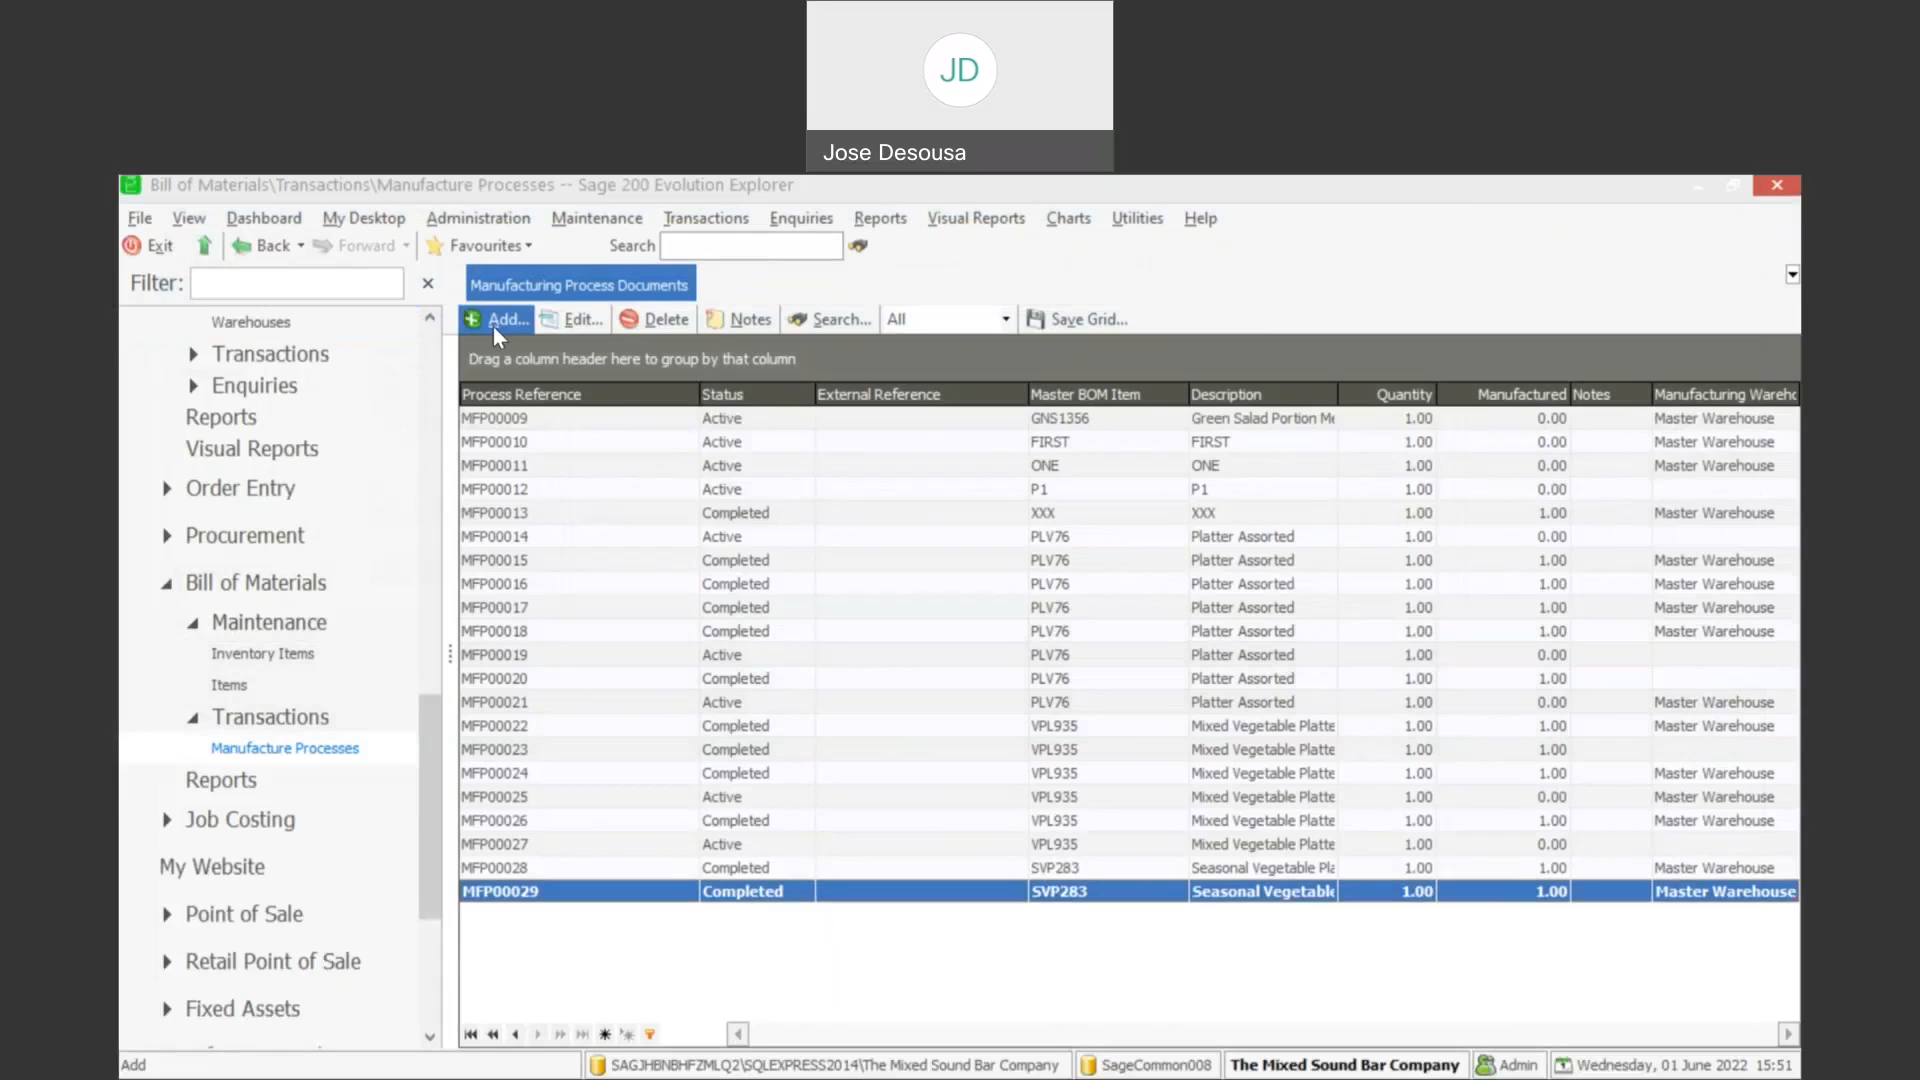 JD
Jose Desousa
Bill of Materials\Transactions\Manufacture Processes -- Sage 200 Evolution Explorer
File View Dashboard My Desktop Administration Maintenance Transactions Enquiries Reports Visual Reports Charts Utilities Help
Exit Back Forward Favourites Search
Filter:
Manufacturing Process Documents
Add... Edit... Delete Notes Search... All Save Grid...
Drag a column header here to group by that column
Warehouses
Transactions
Enquiries
Reports
Visual Reports
Order Entry
Procurement
Bill of Materials
Maintenance
Inventory Items
Items
Transactions
Manufacture Processes
Reports
Job Costing
My Website
Point of Sale
Retail Point of Sale
Fixed Assets
Process Reference Status External Reference Master BOM Item Description Quantity Manufactured Notes Manufacturing Wareho
MFP00009 Active GNS1356 Green Salad Portion Me 1.00 0.00 Master Warehouse
MFP00010 Active FIRST FIRST 1.00 0.00 Master Warehouse
MFP00011 Active ONE ONE 1.00 0.00 Master Warehouse
MFP00012 Active P1 P1 1.00 0.00
MFP00013 Completed XXX XXX 1.00 1.00 Master Warehouse
MFP00014 Active PLV76 Platter Assorted 1.00 0.00
MFP00015 Completed PLV76 Platter Assorted 1.00 1.00 Master Warehouse
MFP00016 Completed PLV76 Platter Assorted 1.00 1.00 Master Warehouse
MFP00017 Completed PLV76 Platter Assorted 1.00 1.00 Master Warehouse
MFP00018 Completed PLV76 Platter Assorted 1.00 1.00 Master Warehouse
MFP00019 Active PLV76 Platter Assorted 1.00 0.00
MFP00020 Completed PLV76 Platter Assorted 1.00 1.00
MFP00021 Active PLV76 Platter Assorted 1.00 0.00 Master Warehouse
MFP00022 Completed VPL935 Mixed Vegetable Platte 1.00 1.00 Master Warehouse
MFP00023 Completed VPL935 Mixed Vegetable Platte 1.00 1.00
MFP00024 Completed VPL935 Mixed Vegetable Platte 1.00 1.00 Master Warehouse
MFP00025 Active VPL935 Mixed Vegetable Platte 1.00 0.00 Master Warehouse
MFP00026 Completed VPL935 Mixed Vegetable Platte 1.00 1.00 Master Warehouse
MFP00027 Active VPL935 Mixed Vegetable Platte 1.00 0.00
MFP00028 Completed SVP283 Seasonal Vegetable Pla 1.00 1.00 Master Warehouse
MFP00029 Completed SVP283 Seasonal Vegetable 1.00 1.00 Master Warehouse
Add SAGJHBNBHFZMLQ2\SQLEXPRESS2014\The Mixed Sound Bar Company SageCommon008 The Mixed Sound Bar Company Admin Wednesday, 01 June 2022 15:51